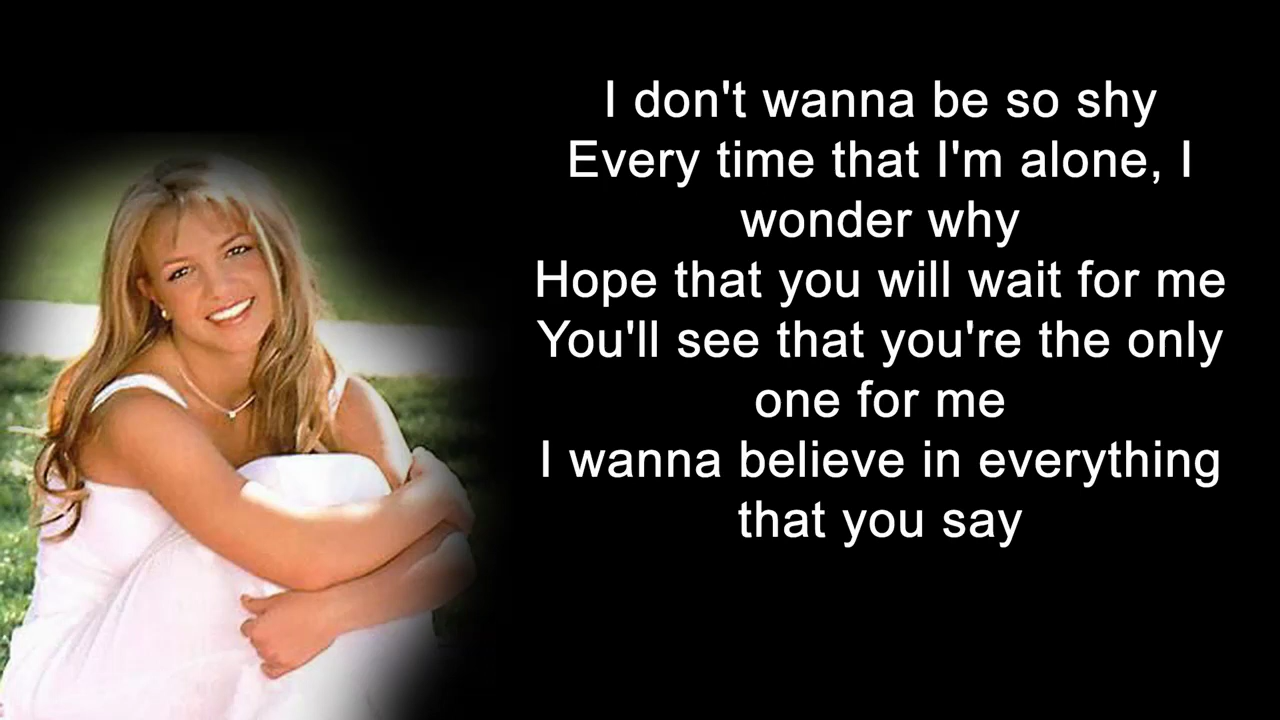 I don't wanna be so shy
Every time that I'm alone, I
wonder why
Hope that you will wait for me
You'll see that you're the only
one for me
I wanna believe in everything
that you say